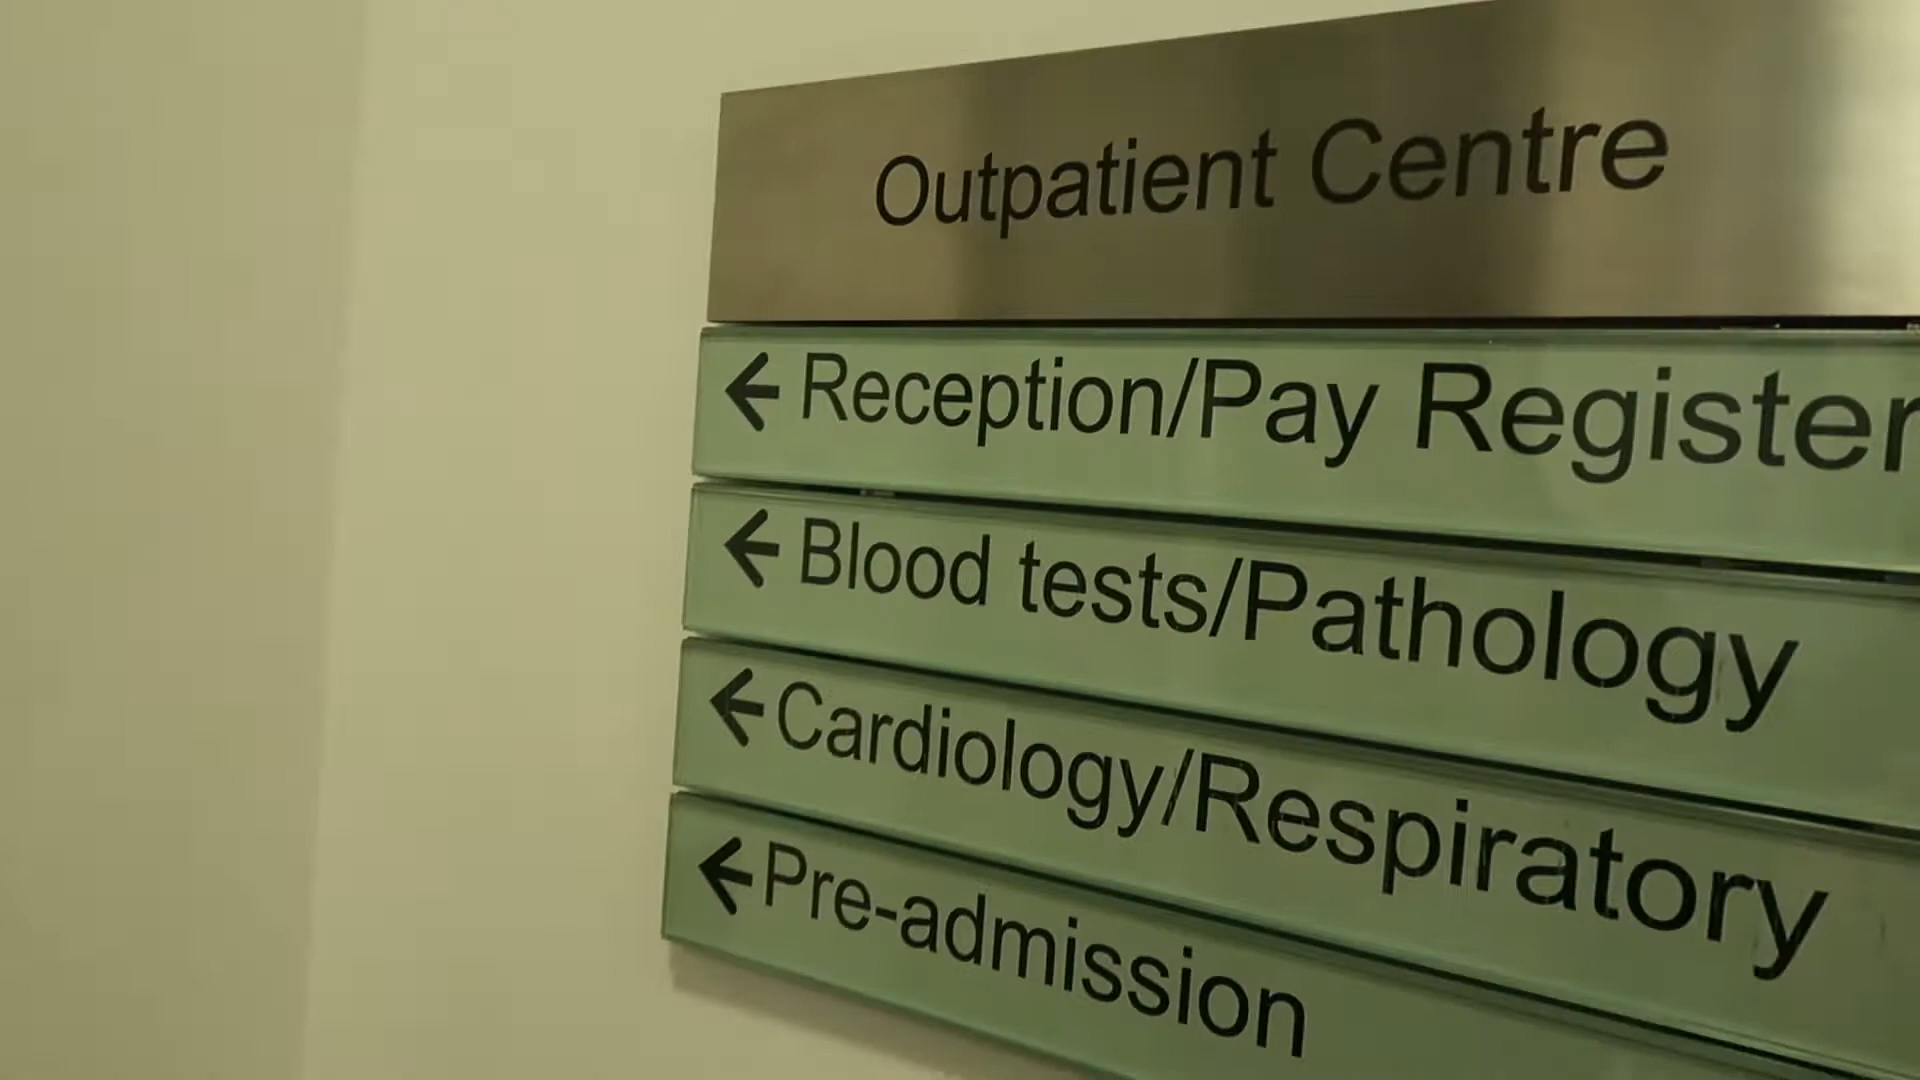 Outpatient Centre
← Reception/Pay Register
← Blood tests/Pathology
← Cardiology/Respiratory
← Pre-admission